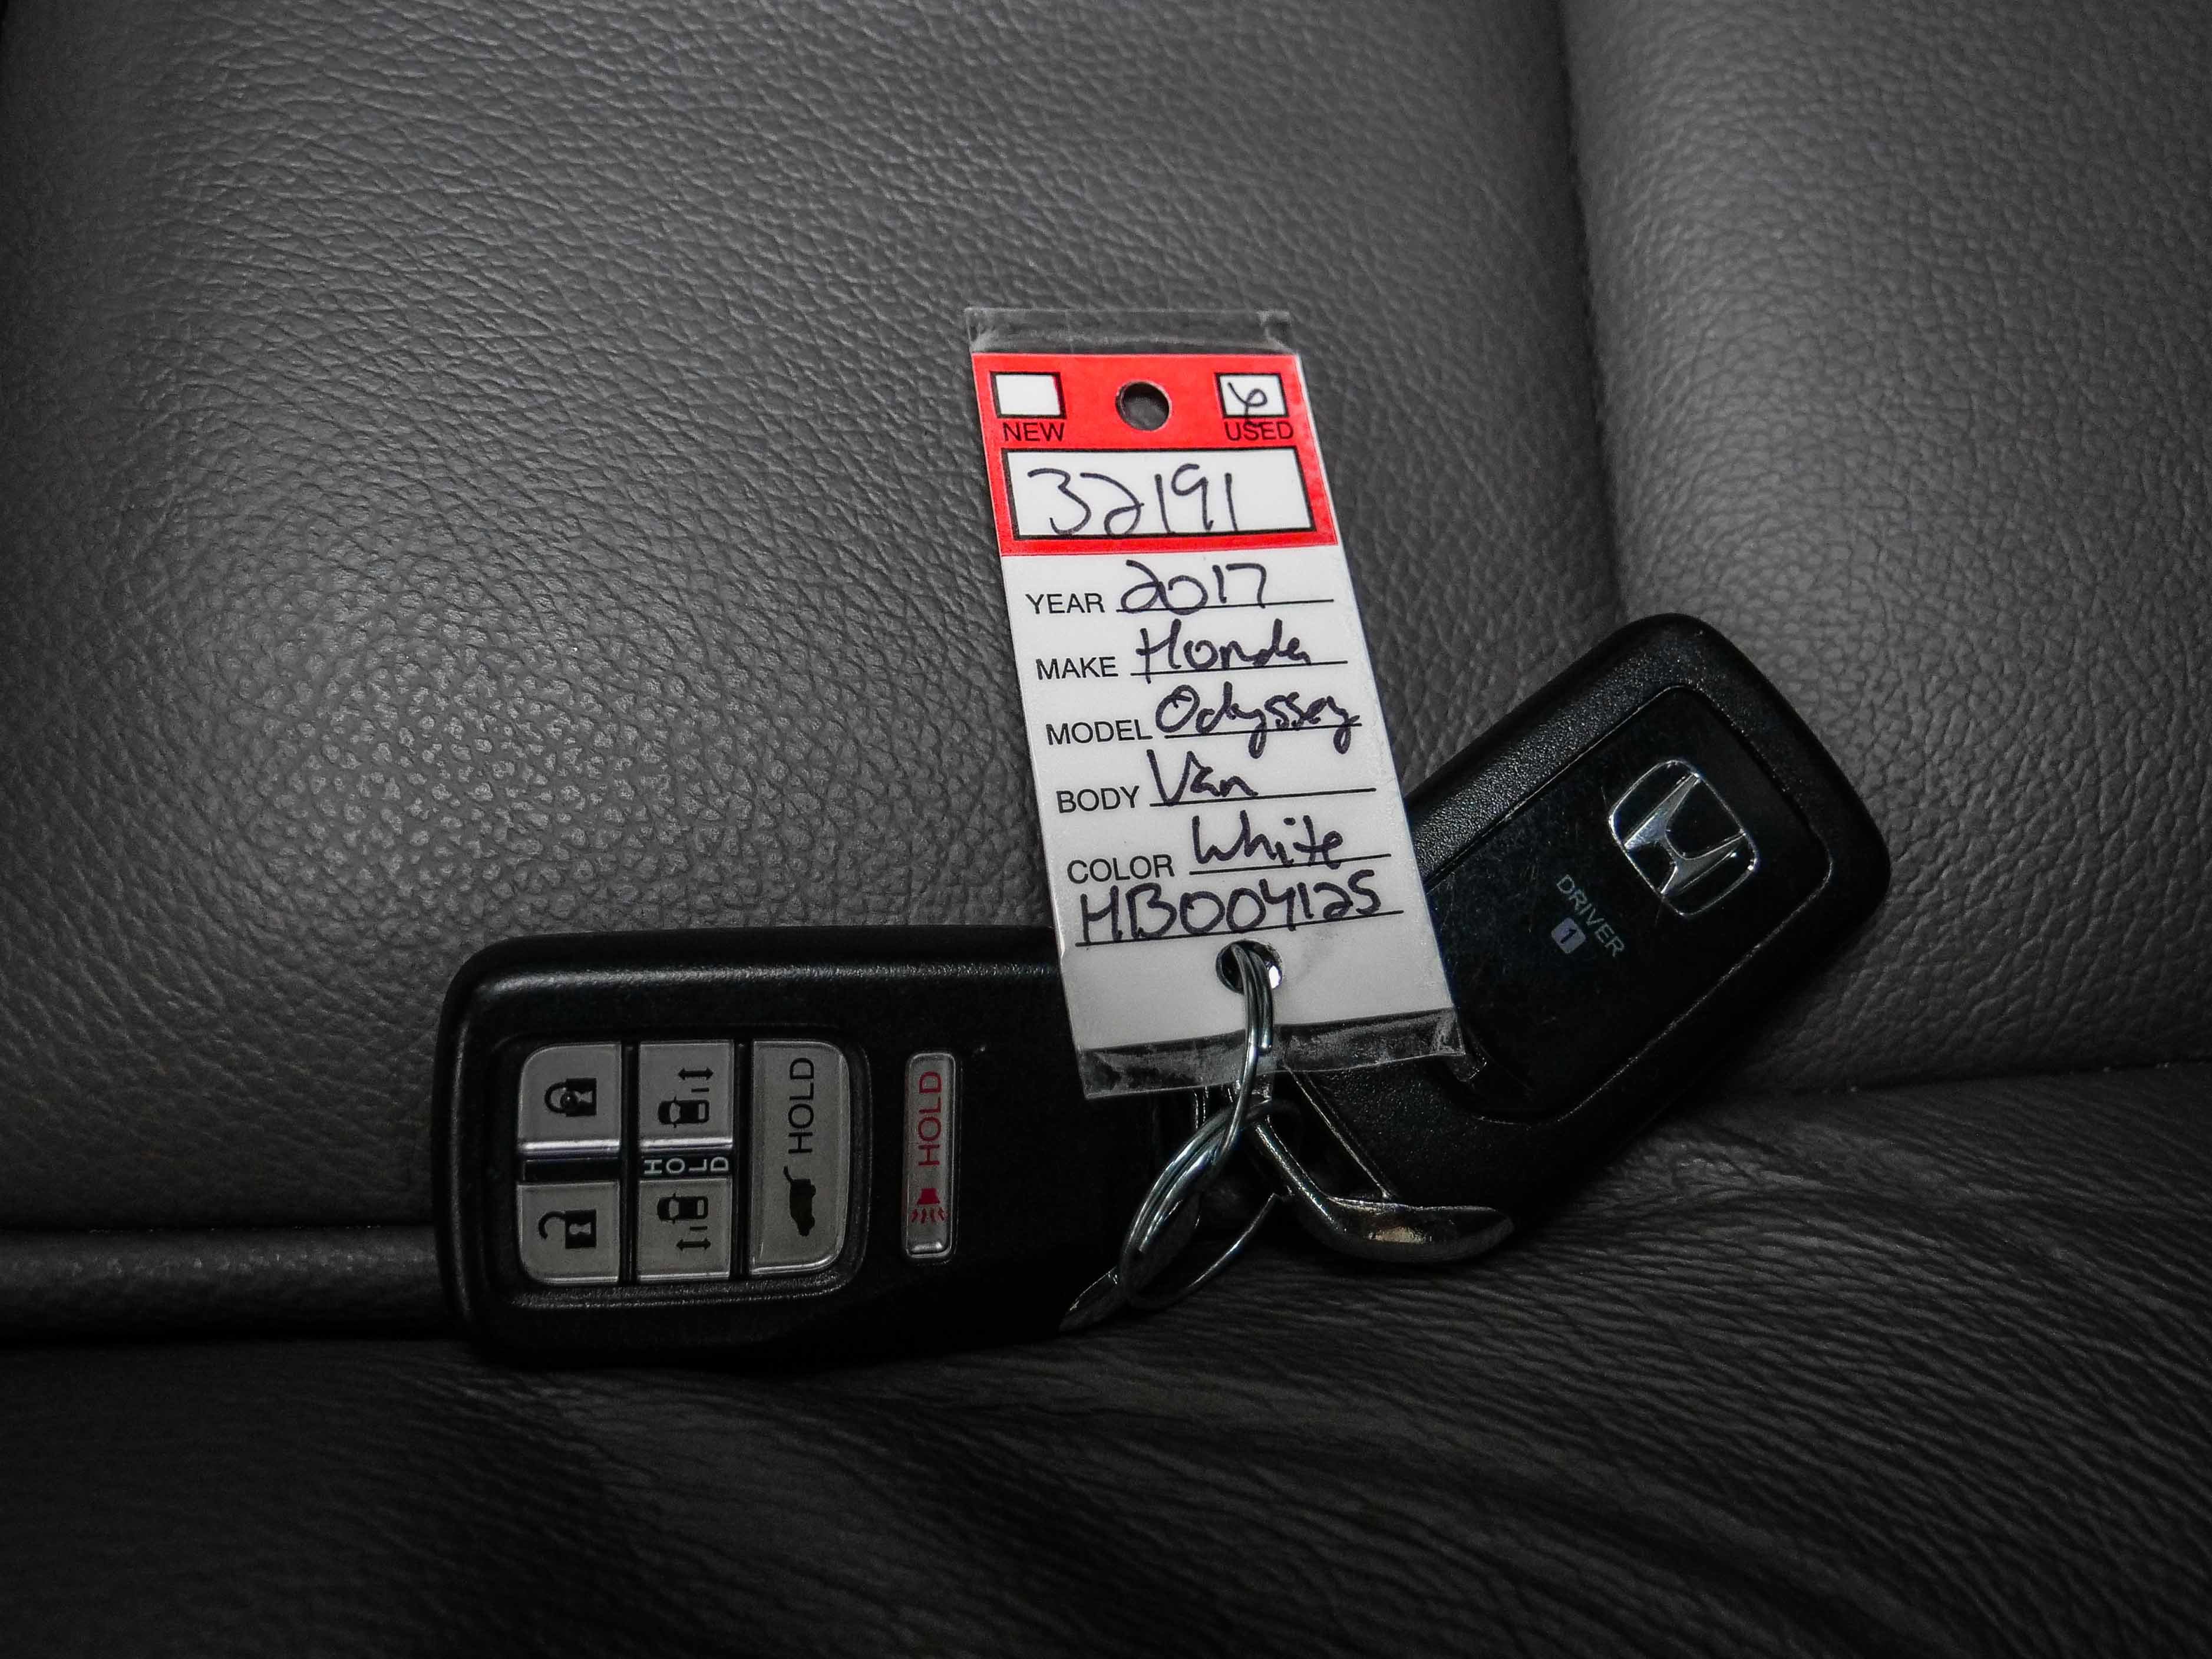 NEW USED
32191
YEAR 2017
MAKE Honda
MODEL Odyssey
BODY Van
COLOR White
HB004125
DRIVER
1
HOLD
HOLD
HOLD